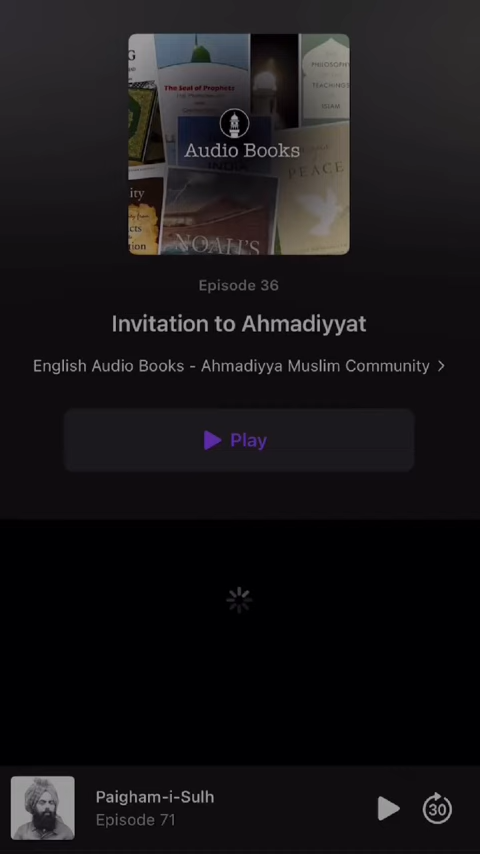 The Seal of Prophets
PHILOSOPHY
TEACHINGS
ISLAM
Audio Books
INDIA
PEACE
NOAH'S
Episode 36
Invitation to Ahmadiyyat
English Audio Books - Ahmadiyya Muslim Community
Play
Paigham-i-Sulh
Episode 71
30